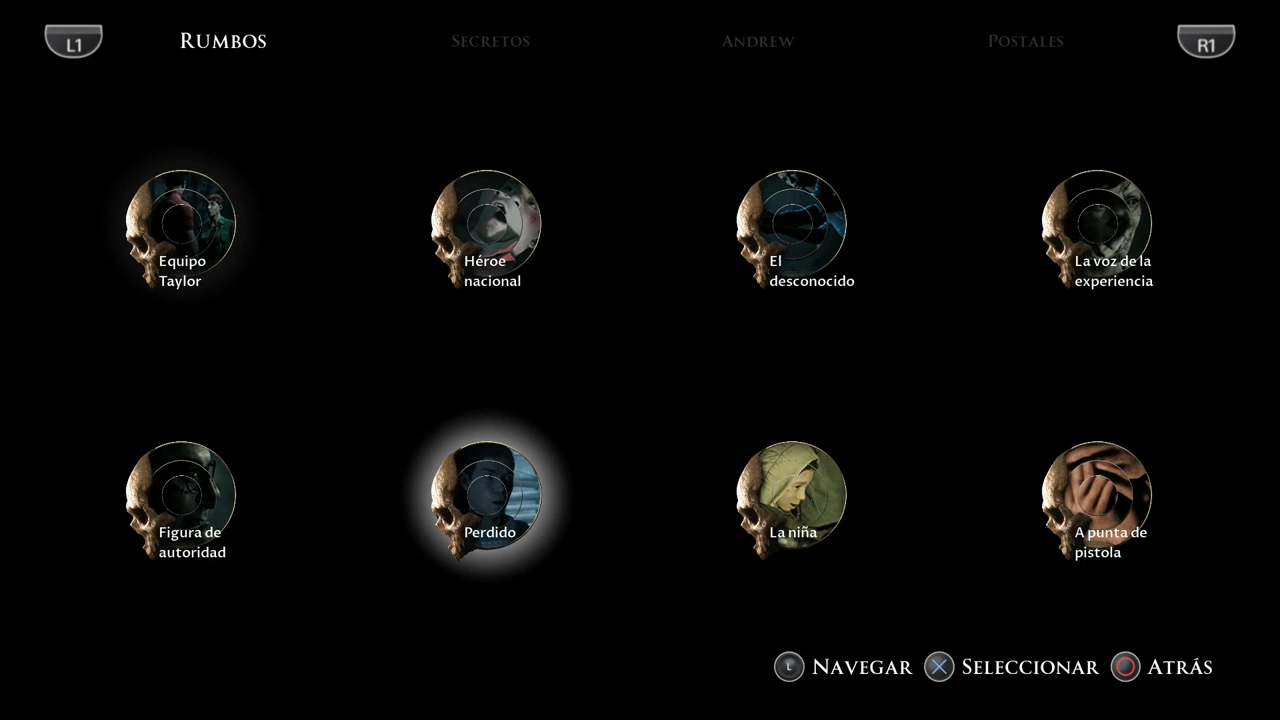 L1
Rumbos
Secretos
Andrew
Postales
R1
Equipo
Taylor
Héroe
nacional
El
desconocido
La voz de la
experiencia
Figura de
autoridad
Perdido
La niña
A punta de
pistola
L
Navegar
Seleccionar
Atrás